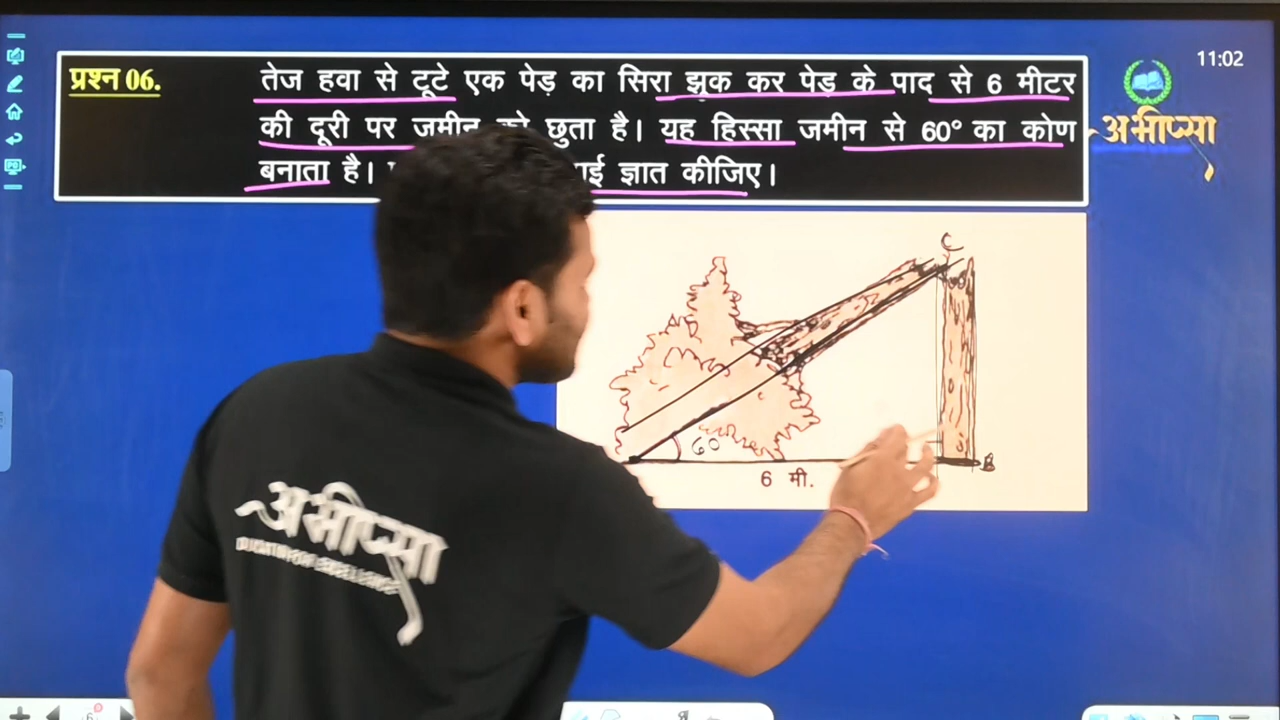 11:02
प्रश्न 06. तेज हवा से टूटे एक पेड़ का सिरा झुक कर पेड़ के पाद से 6 मीटर
की दूरी पर जमीन को छुता है। यह हिस्सा जमीन से 60° का कोण
बनाता है। ज्ञात कीजिए।
अभीप्सा
C
60
B
6 मी.
अभीप्सा